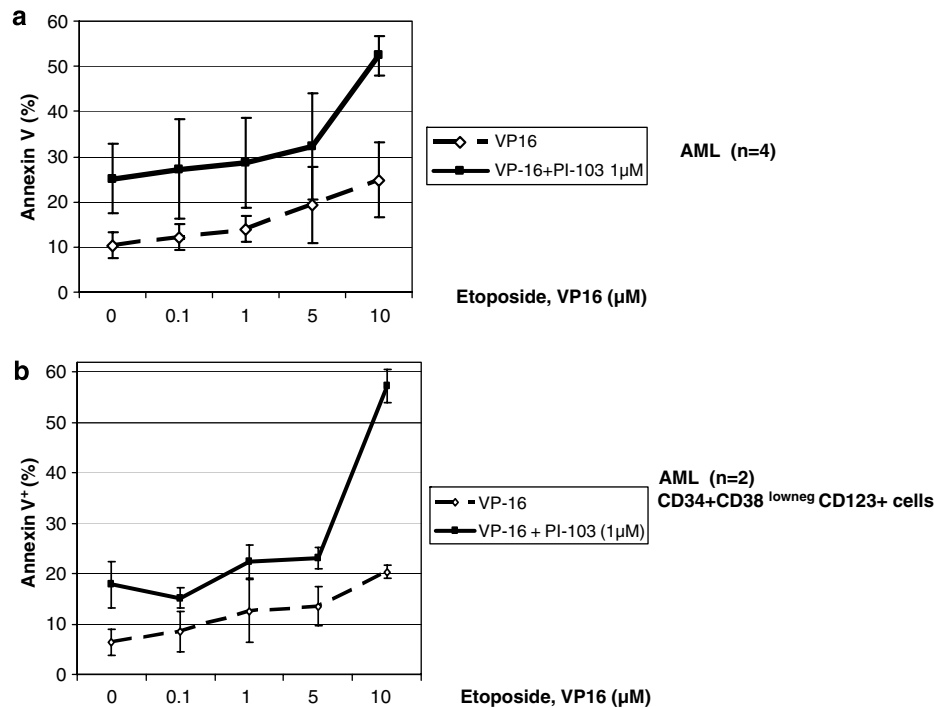 a
60
50
40
30
20
10
0
Annexin V (%)
0 0.1 1 5 10
VP16
VP-16+PI-103 1µM
AML (n=4)
Etoposide, VP16 (µM)
b
60
50
40
30
20
10
0
Annexin V+ (%)
0 0.1 1 5 10
VP-16
VP-16 + PI-103 (1µM)
AML (n=2)
CD34+CD38 lowneg CD123+ cells
Etoposide, VP16 (µM)